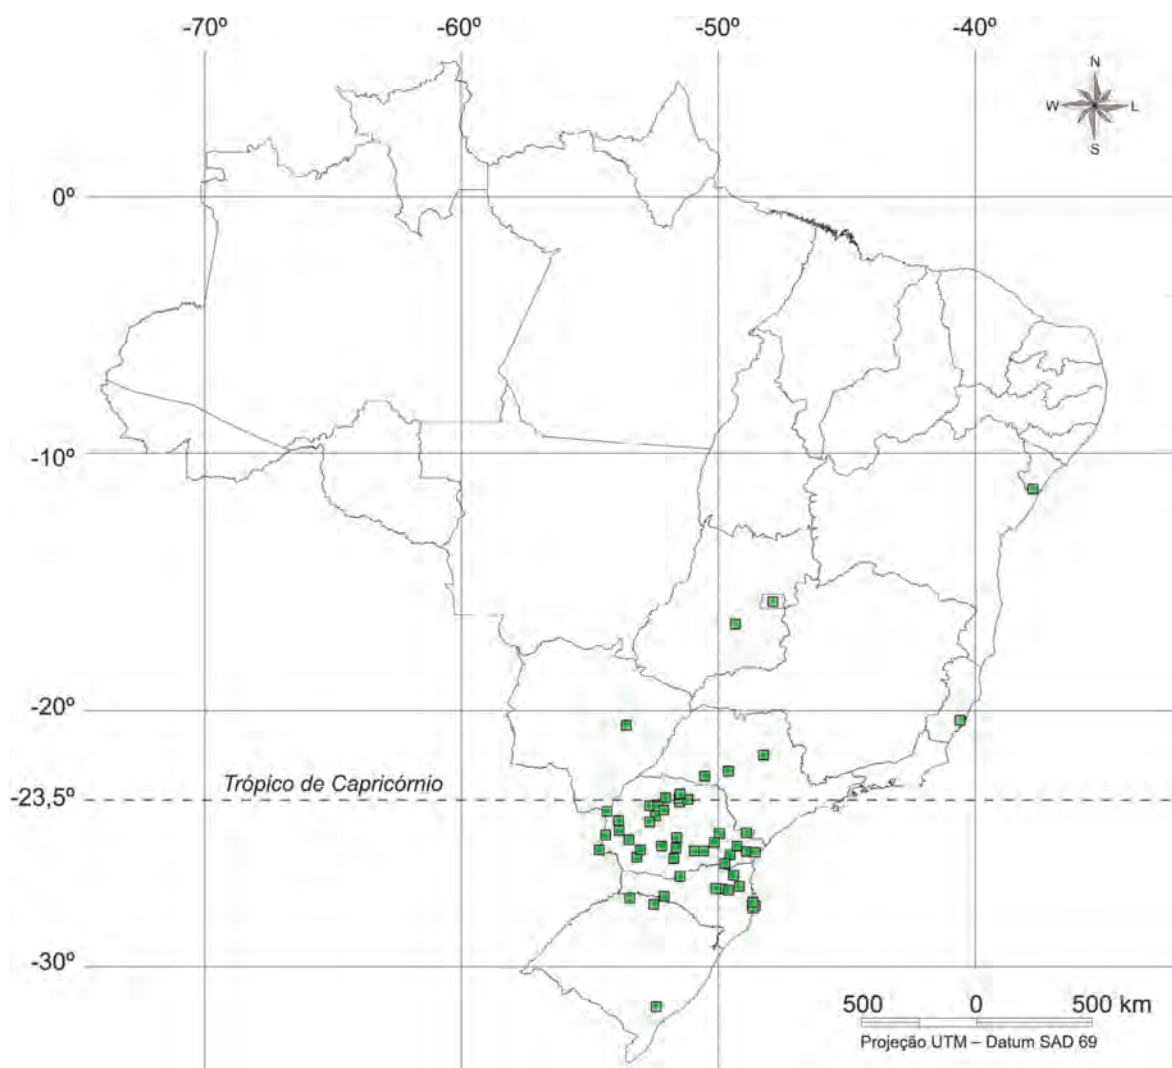 -70º -60º -50º -40º
N
W L
S
0º
-10º
-20º
Trópico de Capricórnio
-23,5º
-30º
500 0 500 km
Projeção UTM – Datum SAD 69